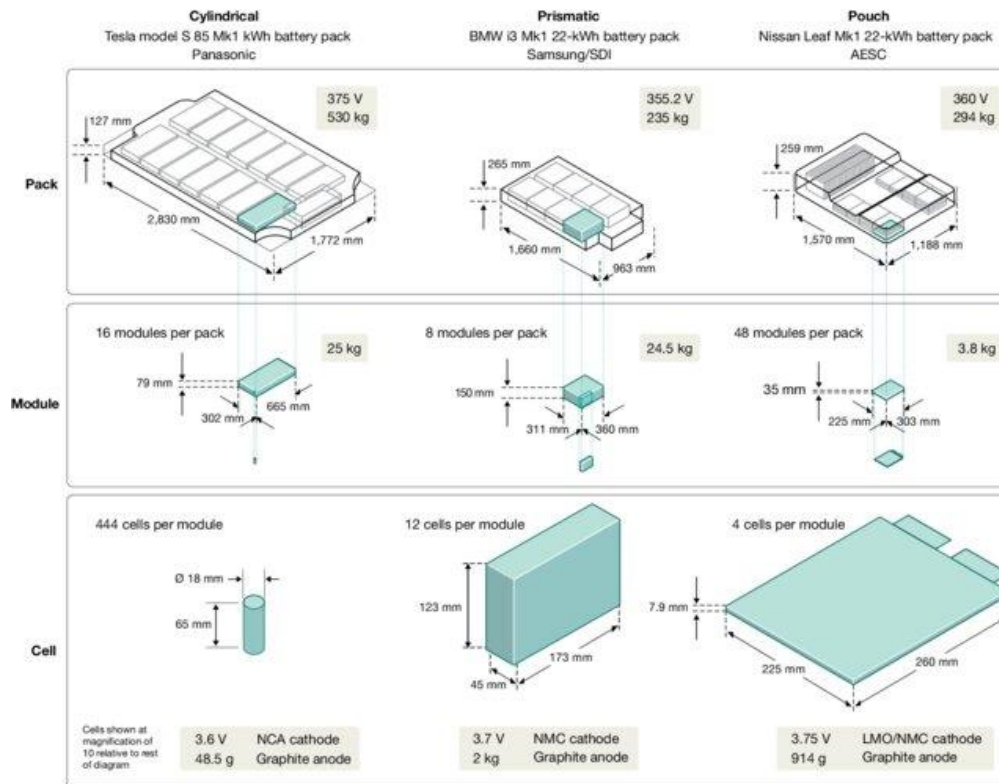 Cylindrical
Tesla model S 85 Mk1 kWh battery pack
Panasonic
Prismatic
BMW i3 Mk1 22-kWh battery pack
Samsung/SDI
Pouch
Nissan Leaf Mk1 22-kWh battery pack
AESC
Pack
375 V
530 kg
127 mm
2,830 mm
1,772 mm
355.2 V
235 kg
265 mm
1,660 mm
963 mm
360 V
294 kg
259 mm
1,570 mm
1,188 mm
Module
16 modules per pack
25 kg
79 mm
302 mm
665 mm
8 modules per pack
24.5 kg
150 mm
311 mm
360 mm
48 modules per pack
3.8 kg
35 mm
225 mm
303 mm
Cell
444 cells per module
Ø 18 mm
65 mm
12 cells per module
123 mm
45 mm
173 mm
4 cells per module
7.9 mm
225 mm
260 mm
Cells shown at
magnification of
10 relative to rest
of diagram
3.6 V NCA cathode
48.5 g Graphite anode
3.7 V NMC cathode
2 kg Graphite anode
3.75 V LMO/NMC cathode
914 g Graphite anode